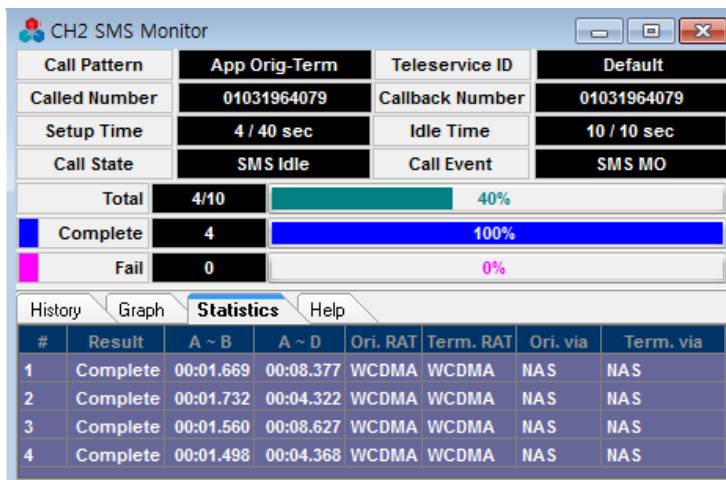 CH2 SMS Monitor
Call Pattern App Orig-Term Teleservice ID Default
Called Number 01031964079 Callback Number 01031964079
Setup Time 4 / 40 sec Idle Time 10 / 10 sec
Call State SMS Idle Call Event SMS MO
Total 4/10 40%
Complete 4 100%
Fail 0 0%
History Graph Statistics Help
# Result A ~ B A ~ D Ori. RAT Term. RAT Ori. via Term. via
1 Complete 00:01.669 00:08.377 WCDMA WCDMA NAS NAS
2 Complete 00:01.732 00:04.322 WCDMA WCDMA NAS NAS
3 Complete 00:01.560 00:08.627 WCDMA WCDMA NAS NAS
4 Complete 00:01.498 00:04.368 WCDMA WCDMA NAS NAS